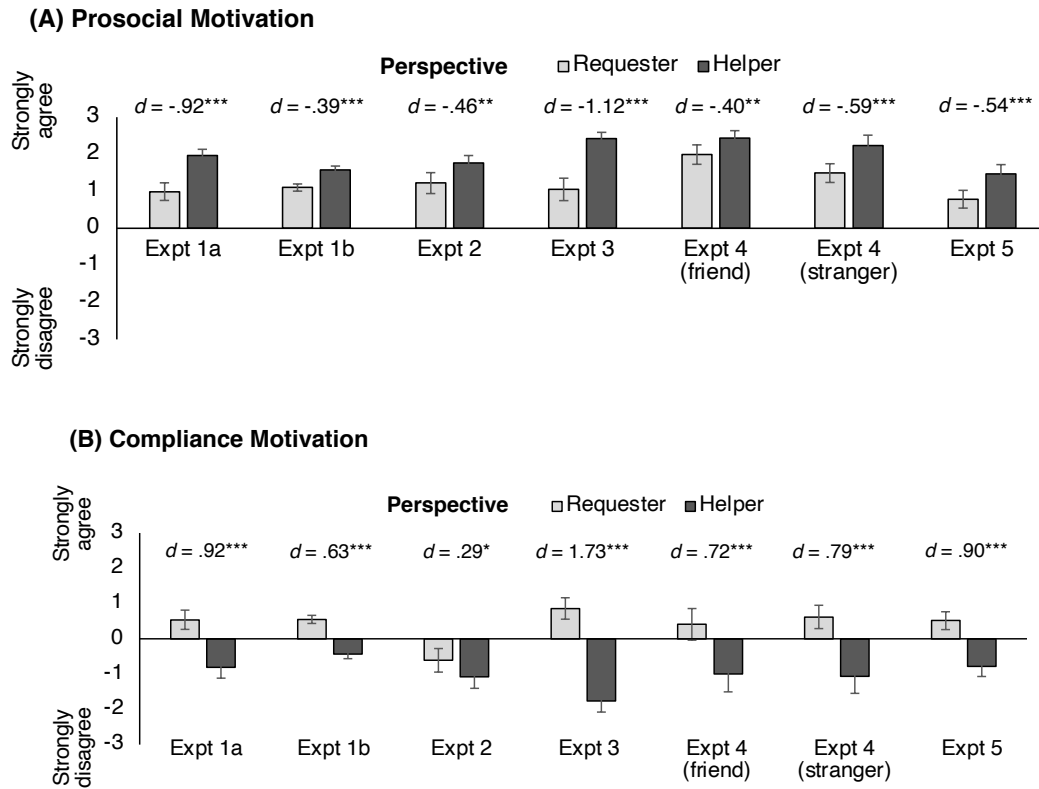 (A) Prosocial Motivation
Perspective Requester Helper
Strongly agree
d = -.92*** d = -.39*** d = -.46** d = -1.12*** d = -.40** d = -.59*** d = -.54***
3
2
1
0
-1
-2
-3
Expt 1a Expt 1b Expt 2 Expt 3 Expt 4 (friend) Expt 4 (stranger) Expt 5
Strongly disagree
(B) Compliance Motivation
Perspective Requester Helper
Strongly agree
d = .92*** d = .63*** d = .29* d = 1.73*** d = .72*** d = .79*** d = .90***
3
2
1
0
-1
-2
-3
Expt 1a Expt 1b Expt 2 Expt 3 Expt 4 (friend) Expt 4 (stranger) Expt 5
Strongly disagree